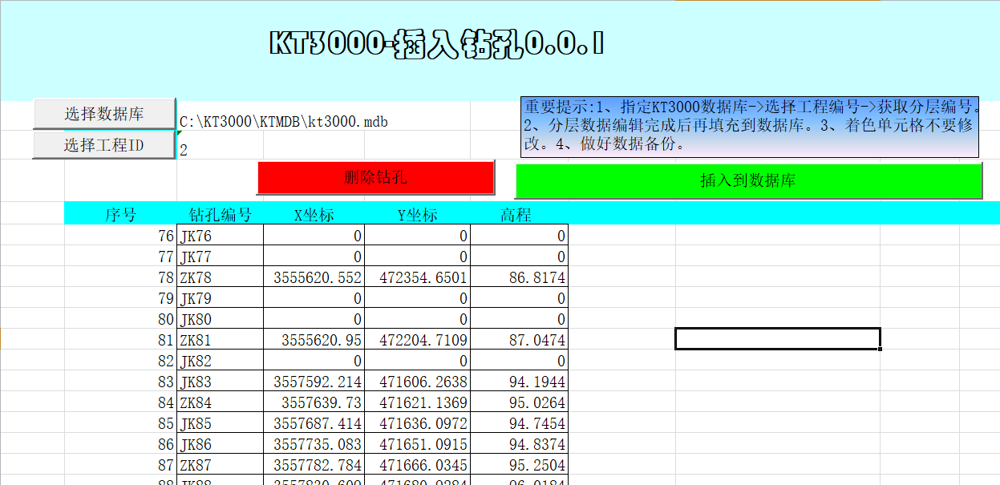 KT3000-插入钻孔0.0.1
选择数据库
C:\KT3000\KTMDB\kt3000.mdb
选择工程ID
2
重要提示:1、指定KT3000数据库->选择工程编号->获取分层编号。
2、分层数据编辑完成后再填充到数据库。3、着色单元格不要修
改。4、做好数据备份。
删除钻孔
插入到数据库
序号 钻孔编号 X坐标 Y坐标 高程
76 JK76 0 0 0
77 JK77 0 0 0
78 ZK78 3555620.552 472354.6501 86.8174
79 JK79 0 0 0
80 JK80 0 0 0
81 ZK81 3555620.95 472204.7109 87.0474
82 JK82 0 0 0
83 JK83 3557592.214 471606.2638 94.1944
84 ZK84 3557639.73 471621.1369 95.0264
85 JK85 3557687.414 471636.0972 94.7454
86 JK86 3557735.083 471651.0915 94.8374
87 ZK87 3557782.784 471666.0345 95.2504